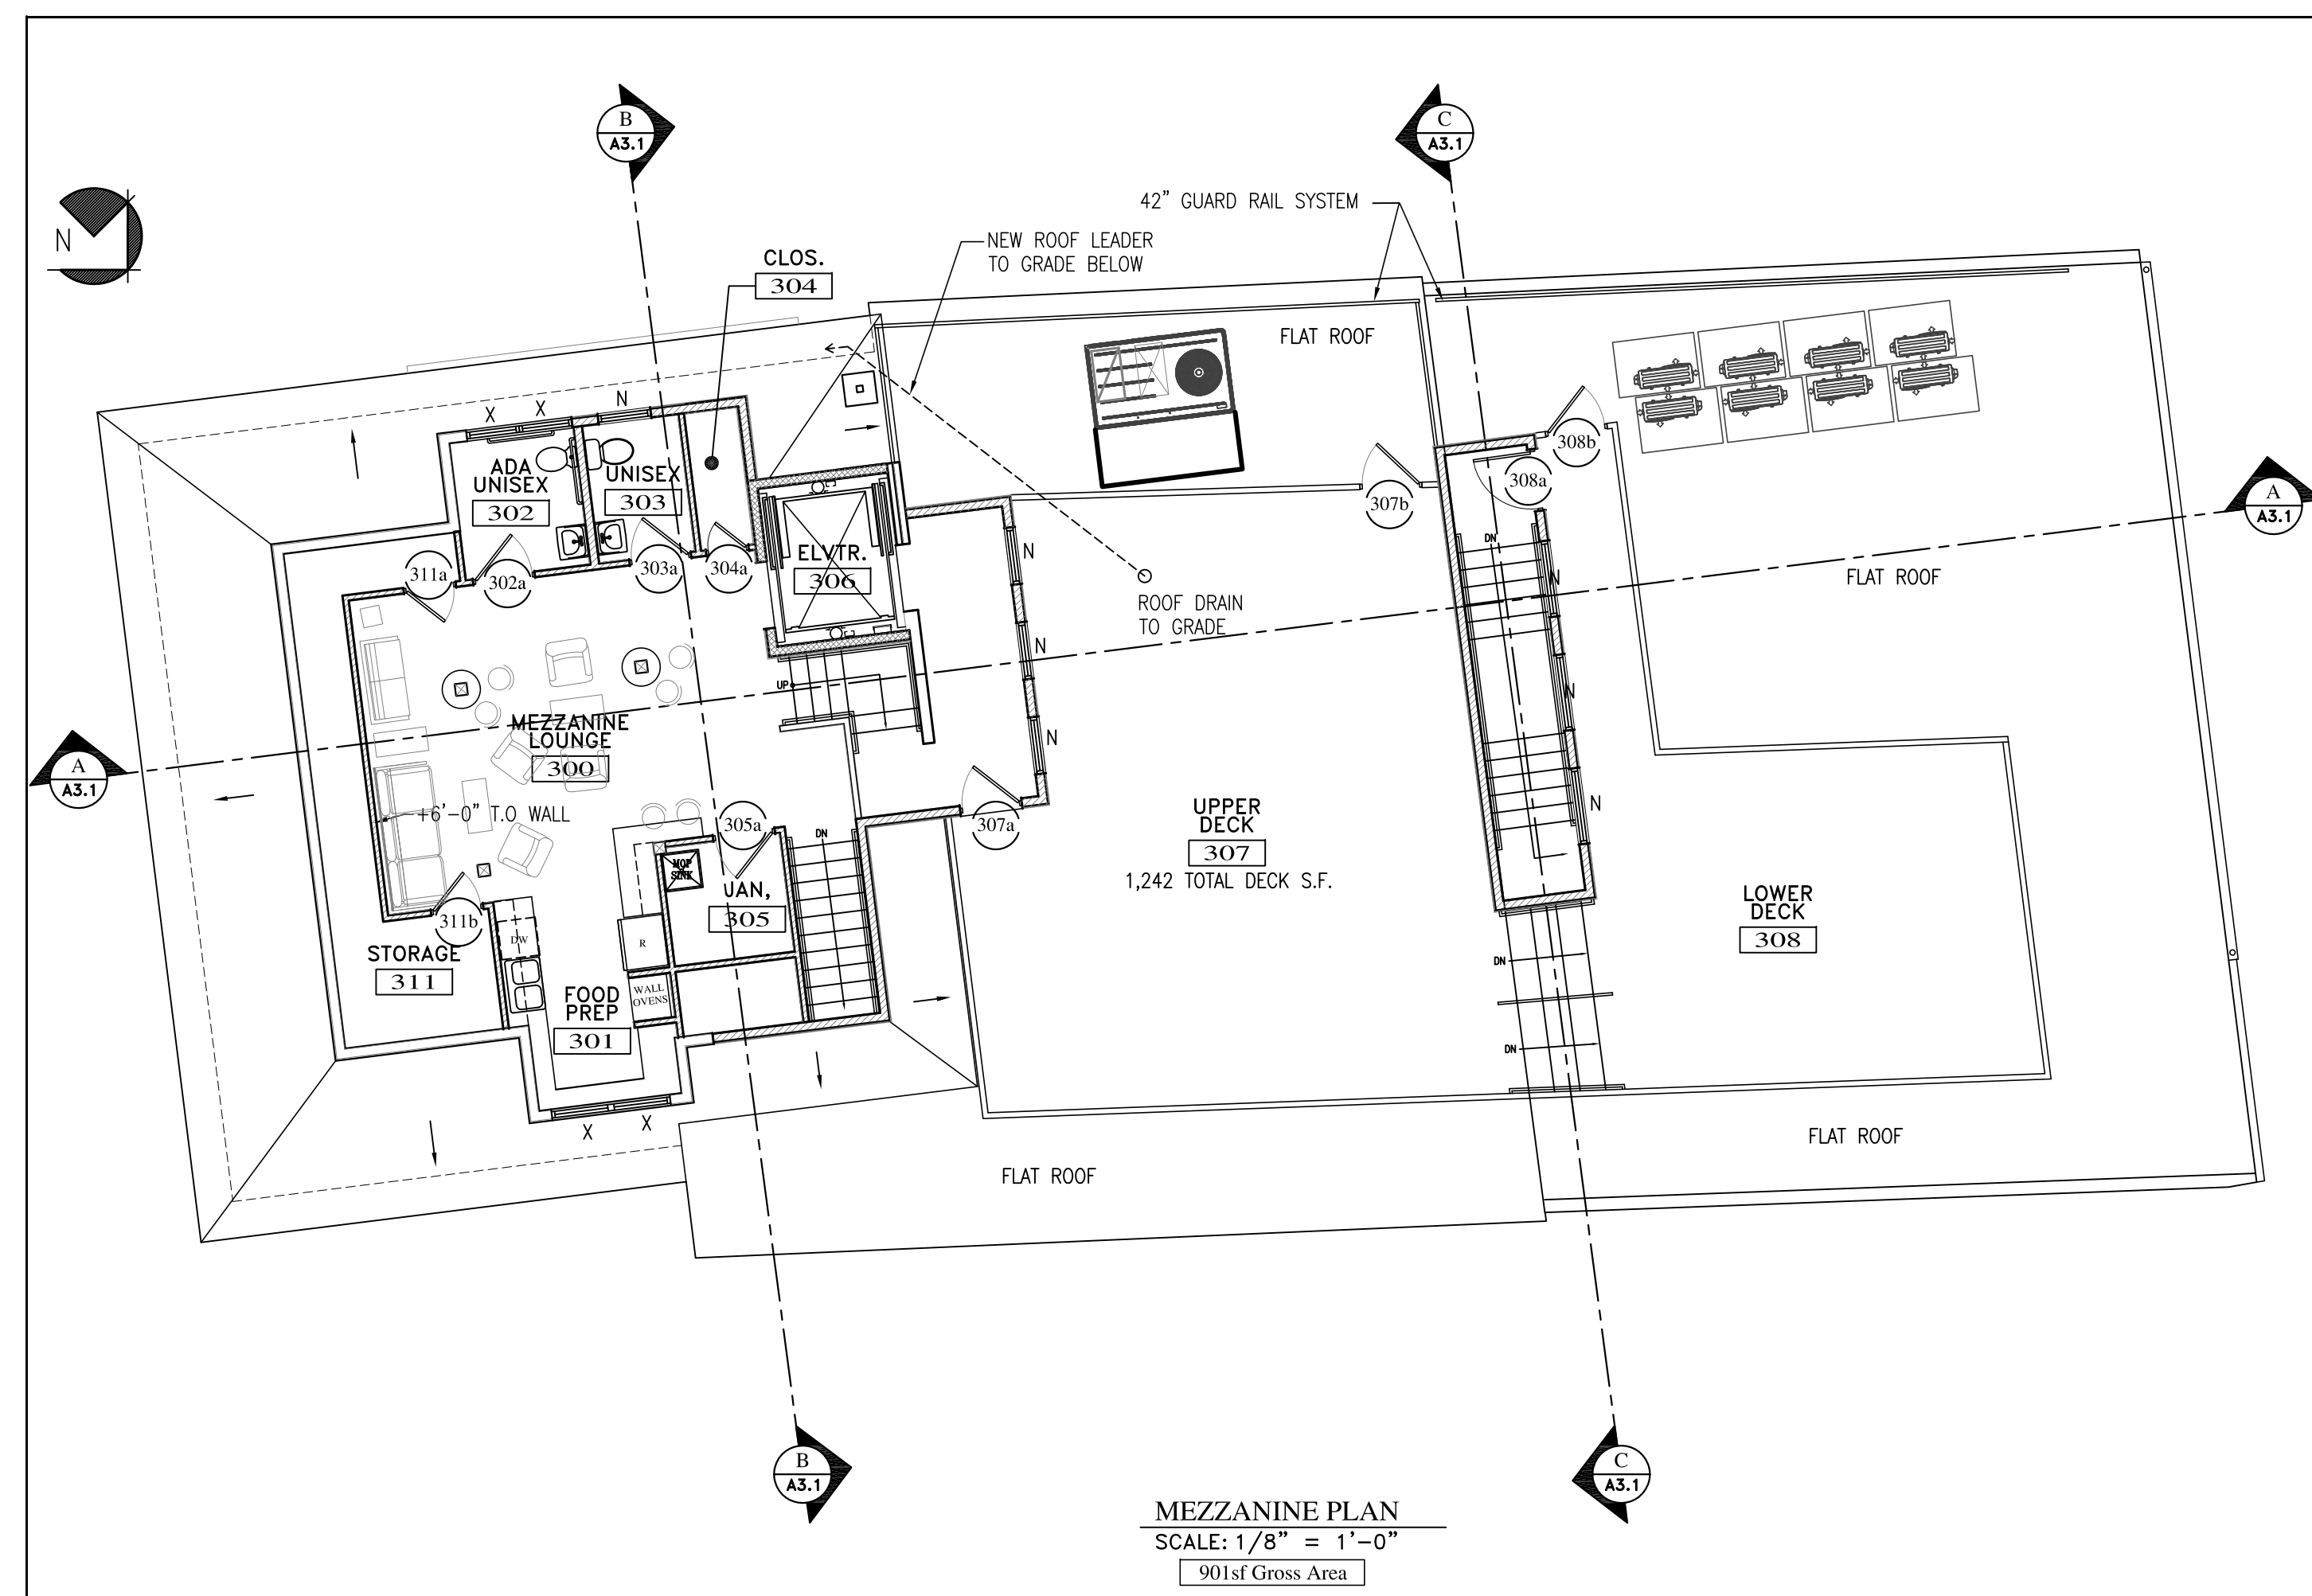 B
A3.1
C
A3.1
42” GUARD RAIL SYSTEM
N
NEW ROOF LEADER
TO GRADE BELOW
CLOS.
304
FLAT ROOF
X
X
N
308b
ADA
UNISEX
302
UNISEX
303
308a
A
A3.1
307b
DN
N
ELVTR.
306
311a
302a
303a
304a
N
FLAT ROOF
ROOF DRAIN
TO GRADE
N
UP
N
MEZZANINE
LOUNGE
300
N
A
A3.1
+6’-0” T.O WALL
N
305a
DN
307a
UPPER
DECK
307
1,242 TOTAL DECK S.F.
MOP
SINK
JAN,
305
LOWER
DECK
308
311b
DW
R
STORAGE
311
DN
FOOD
PREP
301
WALL
OVENS
DN
X
X
FLAT ROOF
FLAT ROOF
B
A3.1
C
A3.1
MEZZANINE PLAN
SCALE: 1/8” = 1’-0”
901sf Gross Area